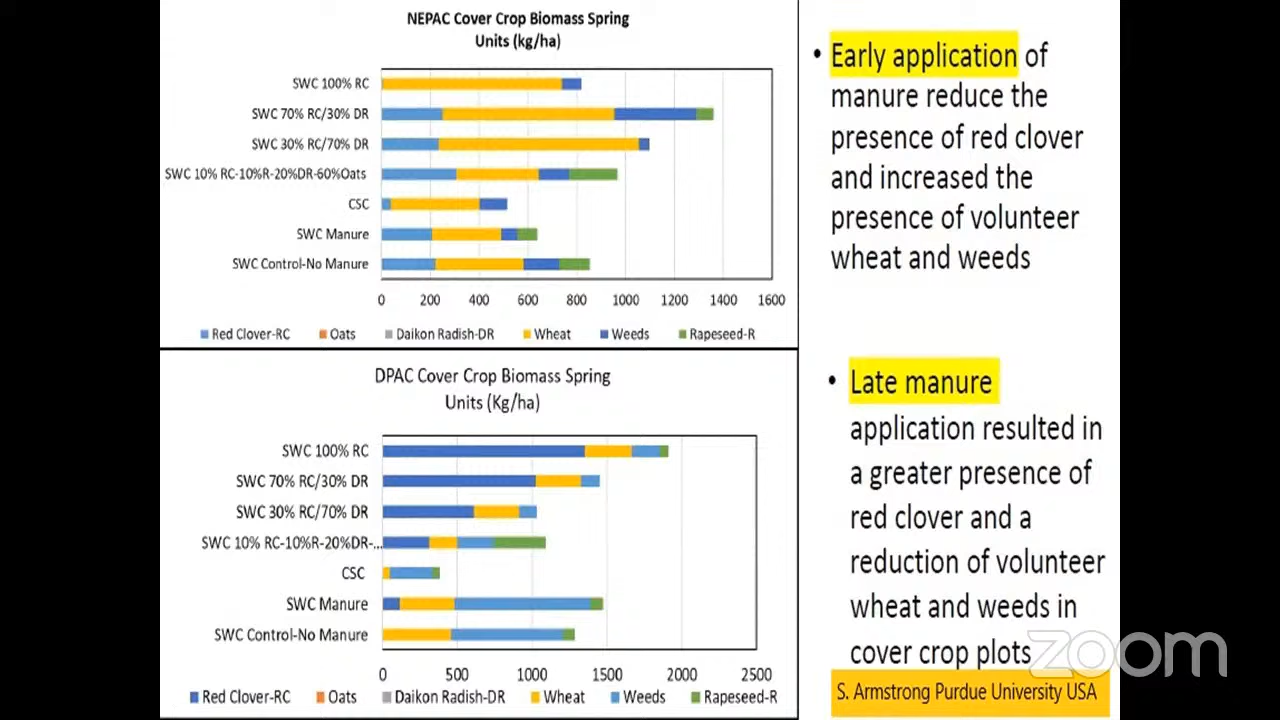 NEPAC Cover Crop Biomass Spring
Units (kg/ha)
SWC 100% RC
SWC 70% RC/30% DR
SWC 30% RC/70% DR
SWC 10% RC-10%R-20%DR-60%Oats
CSC
SWC Manure
SWC Control-No Manure
0 200 400 600 800 1000 1200 1400 1600
Red Clover-RC Oats Daikon Radish-DR Wheat Weeds Rapeseed-R
DPAC Cover Crop Biomass Spring
Units (Kg/ha)
SWC 100% RC
SWC 70% RC/30% DR
SWC 30% RC/70% DR
SWC 10% RC-10%R-20%DR-...
CSC
SWC Manure
SWC Control-No Manure
0 500 1000 1500 2000 2500
Red Clover-RC Oats Daikon Radish-DR Wheat Weeds Rapeseed-R
• Early application of
manure reduce the
presence of red clover
and increased the
presence of volunteer
wheat and weeds
• Late manure
application resulted in
a greater presence of
red clover and a
reduction of volunteer
wheat and weeds in
cover crop plots
zoom
S. Armstrong Purdue University USA